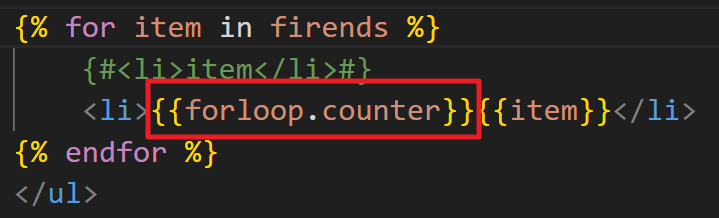 {% for item in firends %}
{#<li>item</li>#}
<li>{{forloop.counter}}{{item}}</li>
{% endfor %}
</ul>